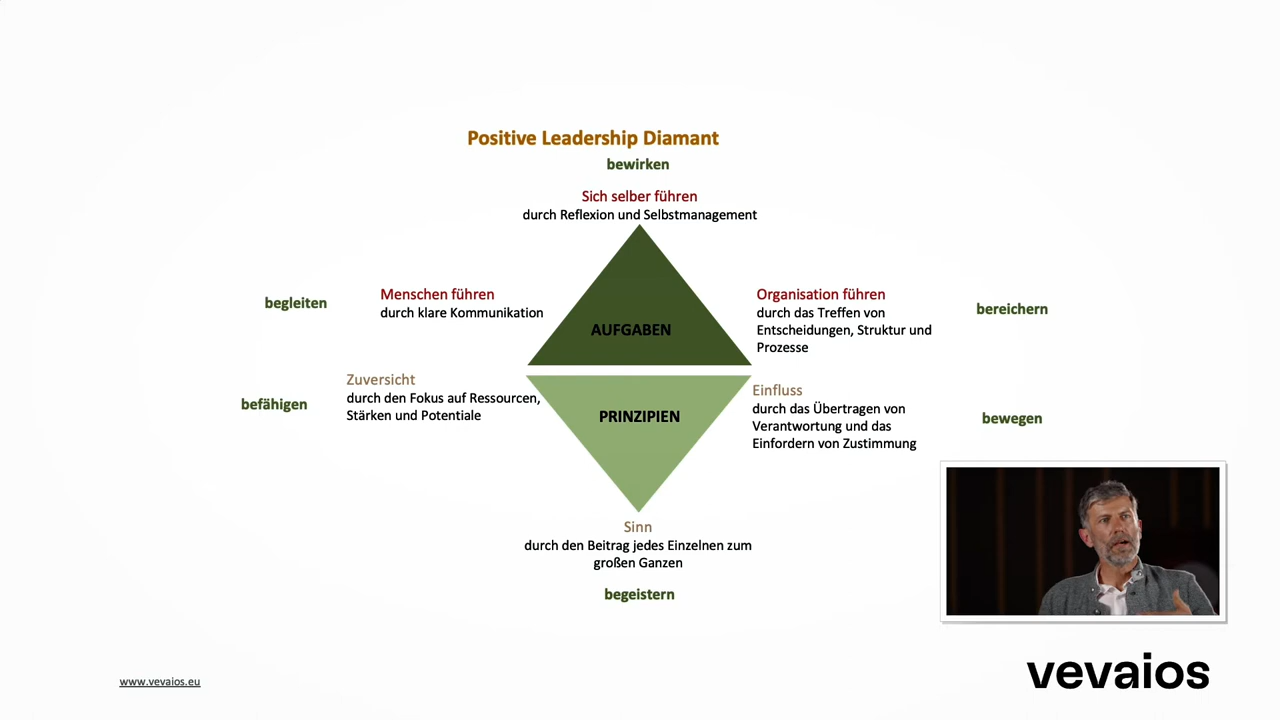 Positive Leadership Diamant
bewirken
Sich selber führen
durch Reflexion und Selbstmanagement
begleiten
Menschen führen
durch klare Kommunikation
AUFGABEN
Organisation führen
durch das Treffen von
Entscheidungen, Struktur und
Prozesse
bereichern
befähigen
Zuversicht
durch den Fokus auf Ressourcen,
Stärken und Potentiale
PRINZIPIEN
Einfluss
durch das Übertragen von
Verantwortung und das
Einfordern von Zustimmung
bewegen
Sinn
durch den Beitrag jedes Einzelnen zum
großen Ganzen
begeistern
www.vevaios.eu
vevaios